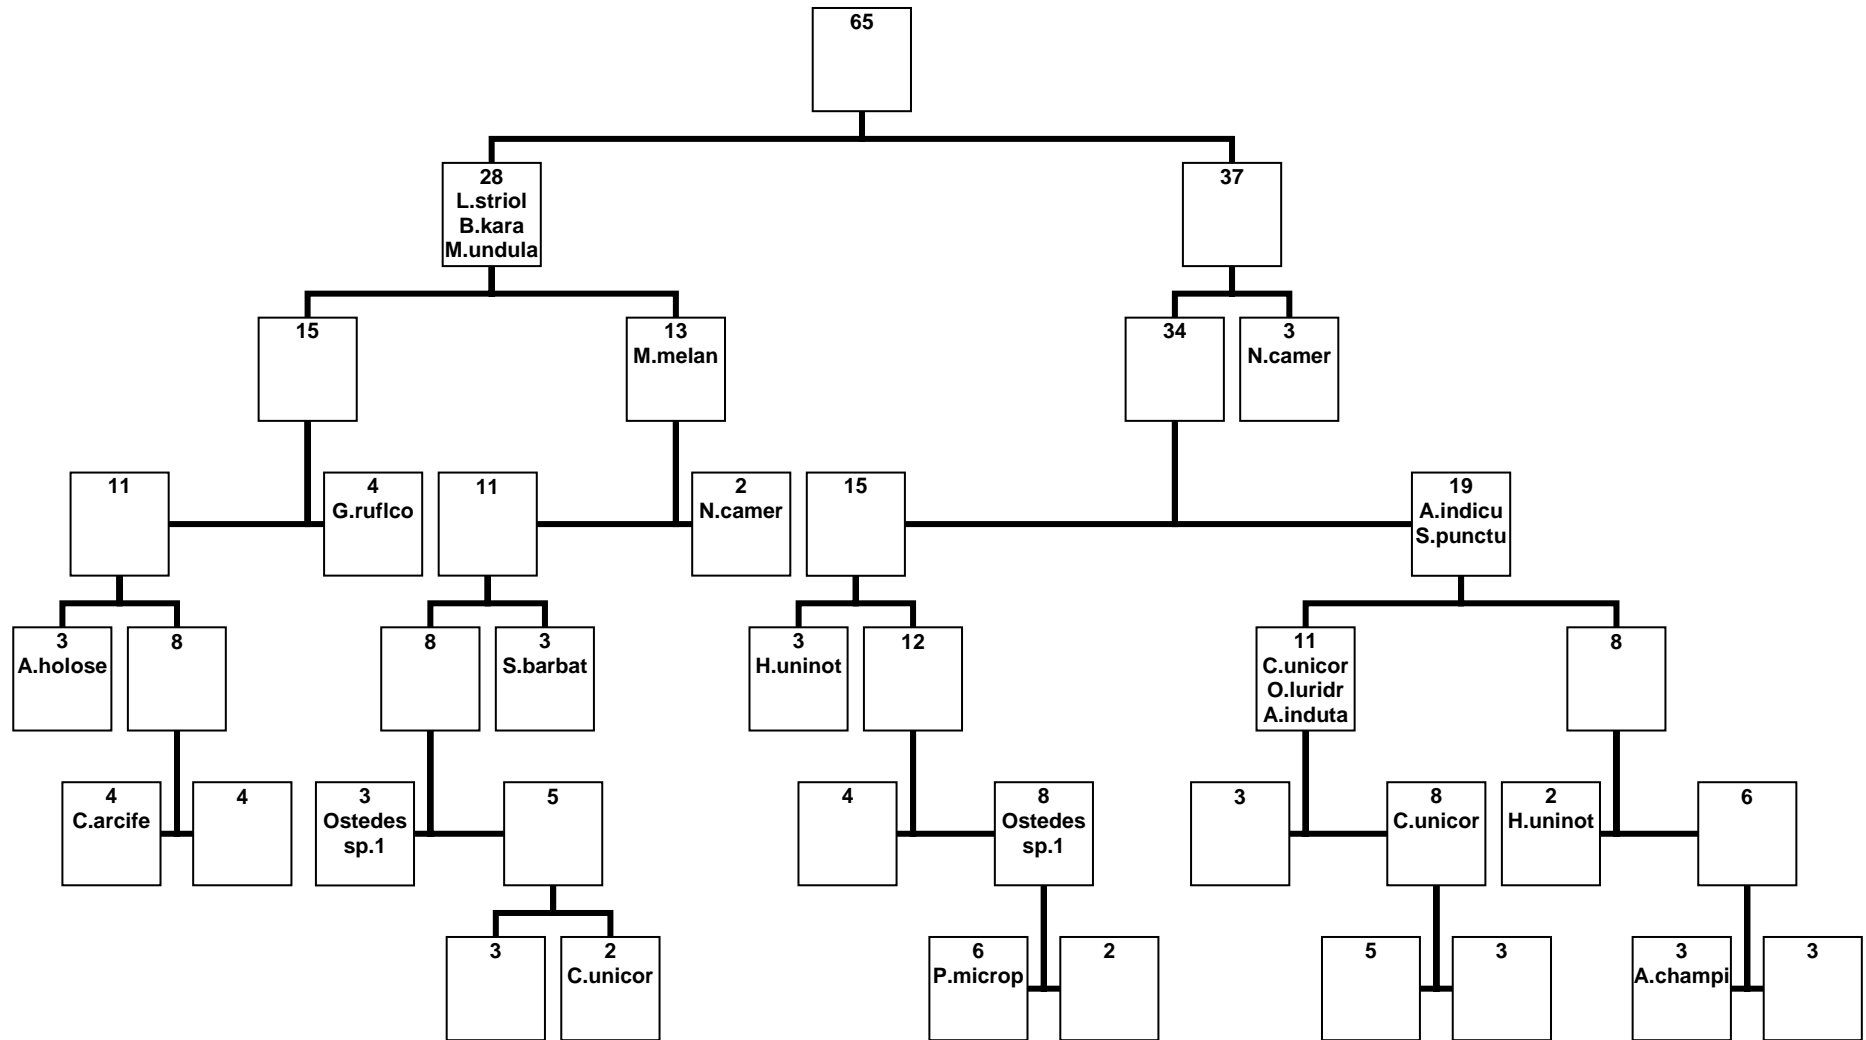 65
28
L.striol
B.kara
M.undula
37
15
13
M.melan
34
3
N.camer
11
4
G.ruflco
11
2
N.camer
15
19
A.indicu
S.punctu
3
A.holose
8
8
3
S.barbat
3
H.uninot
12
11
C.unicor
O.luridr
A.induta
8
4
C.arcife
4
3
Ostedes
sp.1
5
4
8
Ostedes
sp.1
3
8
C.unicor
2
H.uninot
6
3
2
C.unicor
6
P.microp
2
5
3
3
A.champi
3